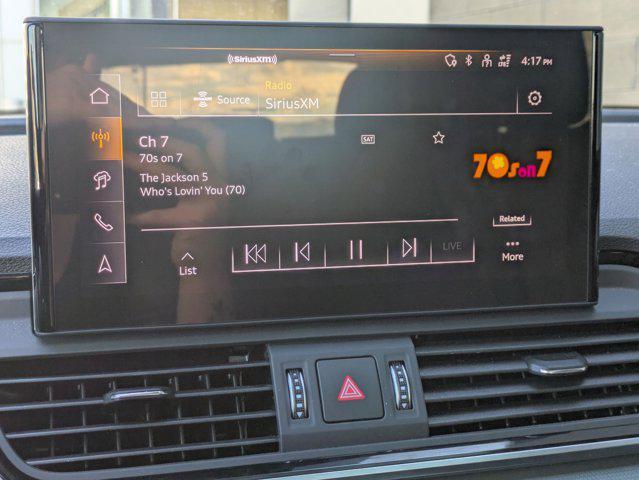 ((SiriusXM))
4:17 PM
Source
Radio
SiriusXM
Ch 7
70s on 7
SAT
The Jackson 5
Who's Lovin' You (70)
70s on 7
Related
List
LIVE
More